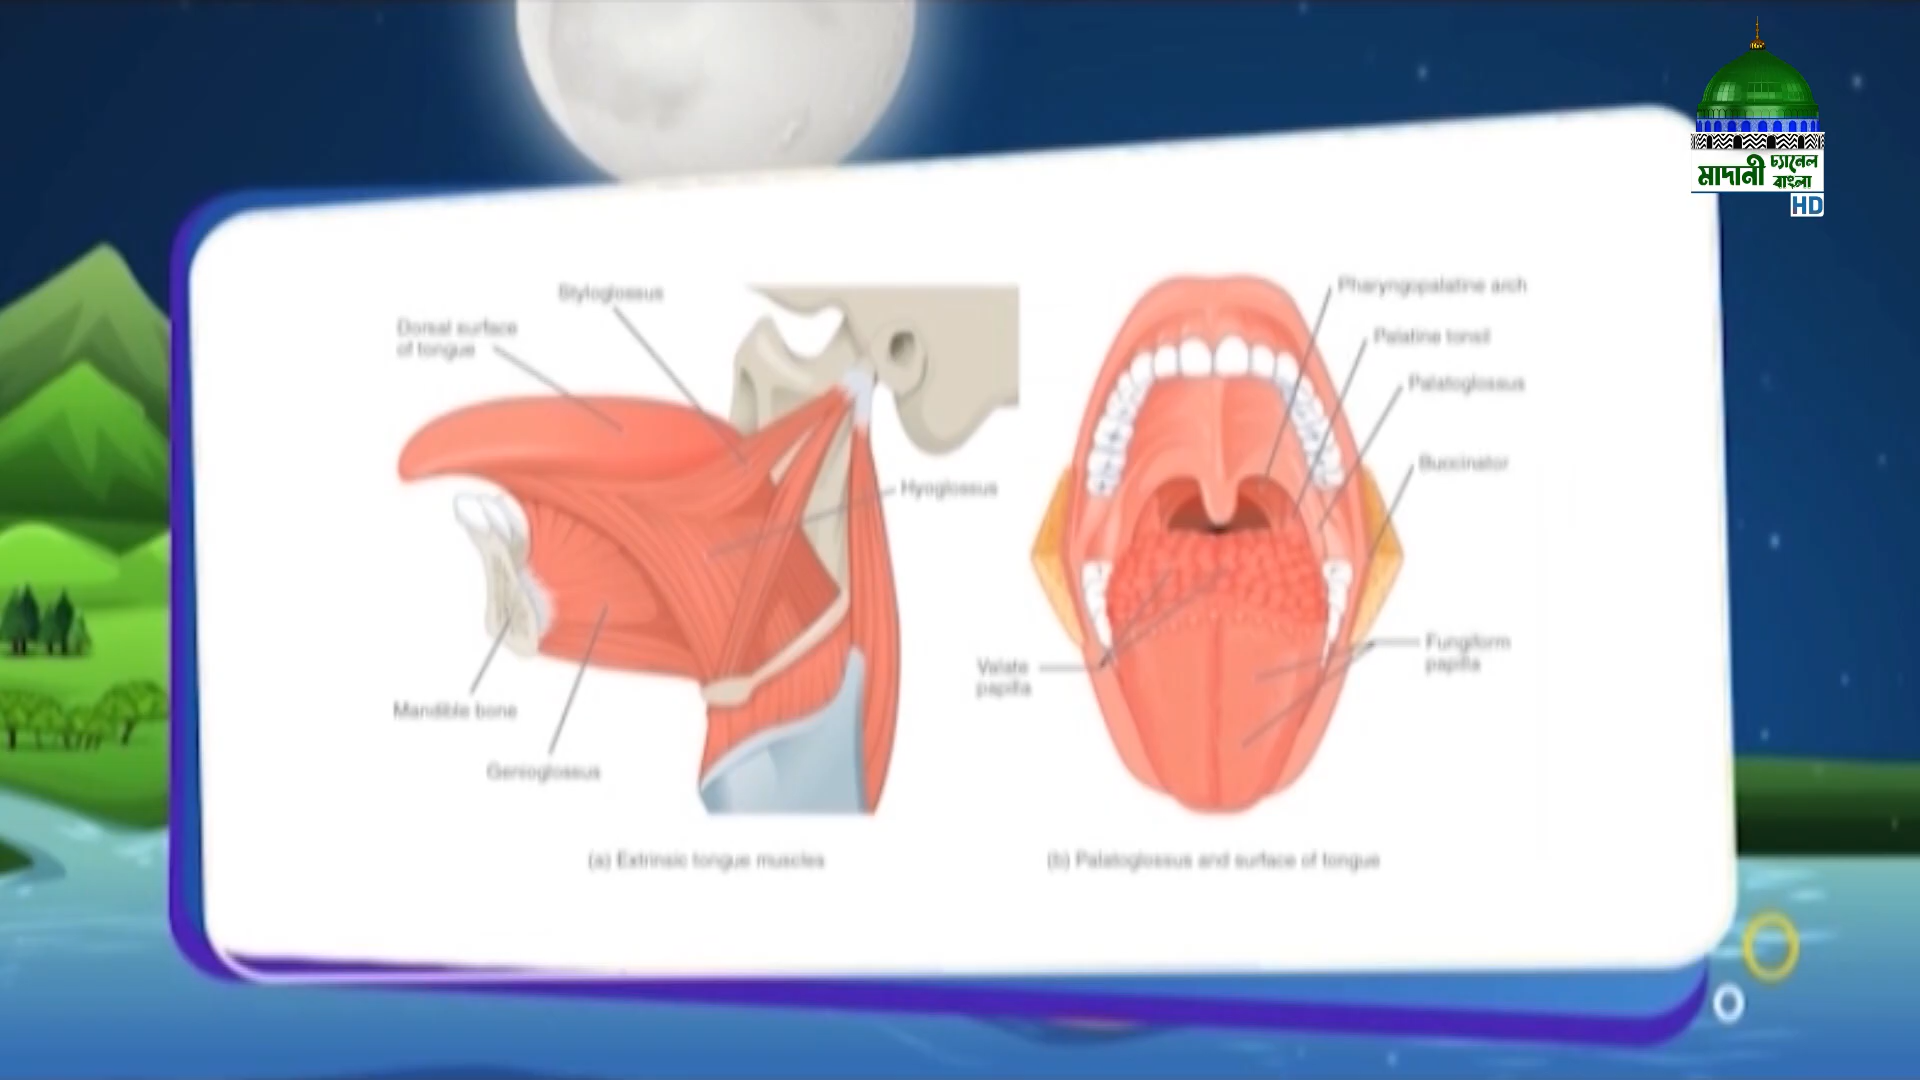 মাদানী চ্যানেল বাংলা
HD
Styloglossus
Dorsal surface
of tongue
Hyoglossus
Mandible bone
Genioglossus
(a) Extrinsic tongue muscles
Pharyngopalatine arch
Palatine tonsil
Palatoglossus
Buccinator
Valate
papilla
Fungiform
papilla
(b) Palatoglossus and surface of tongue